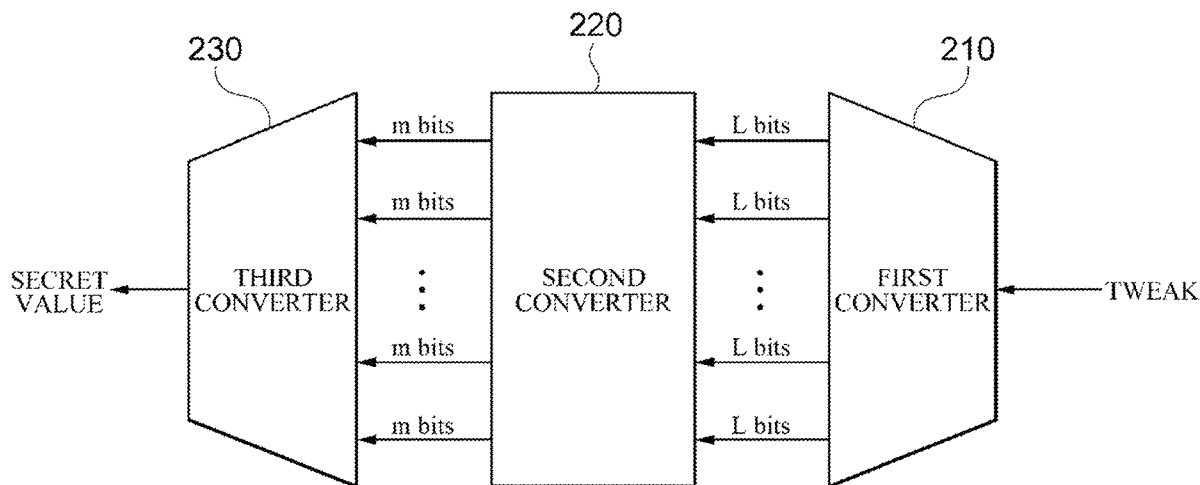 230
220
210
m bits
L bits
m bits
L bits
SECRET
VALUE
THIRD
CONVERTER
SECOND
CONVERTER
FIRST
CONVERTER
TWEAK
m bits
L bits
m bits
L bits